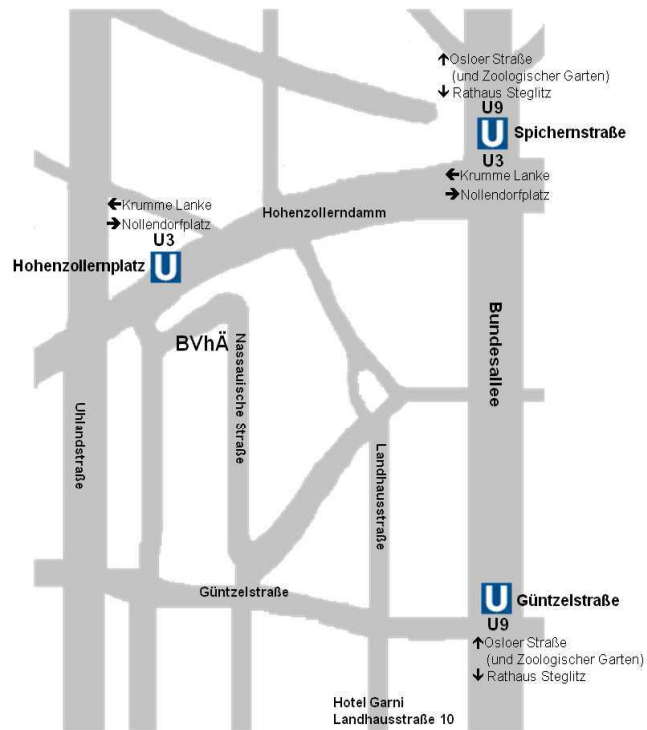 ↑Osloer Straße
(und Zoologischer Garten)
↓ Rathaus Steglitz
U9
U Spichernstraße
U3
←Krumme Lanke
→Nollendorfplatz
←Krumme Lanke
→Nollendorfplatz
U3
Hohenzollernplatz U
Hohenzollerndamm
BVhÄ
Nassauische Straße
Bundesallee
Uhlandstraße
Landhausstraße
Güntzelstraße
U Güntzelstraße
U9
↑Osloer Straße
(und Zoologischer Garten)
↓ Rathaus Steglitz
Hotel Garni
Landhausstraße 10